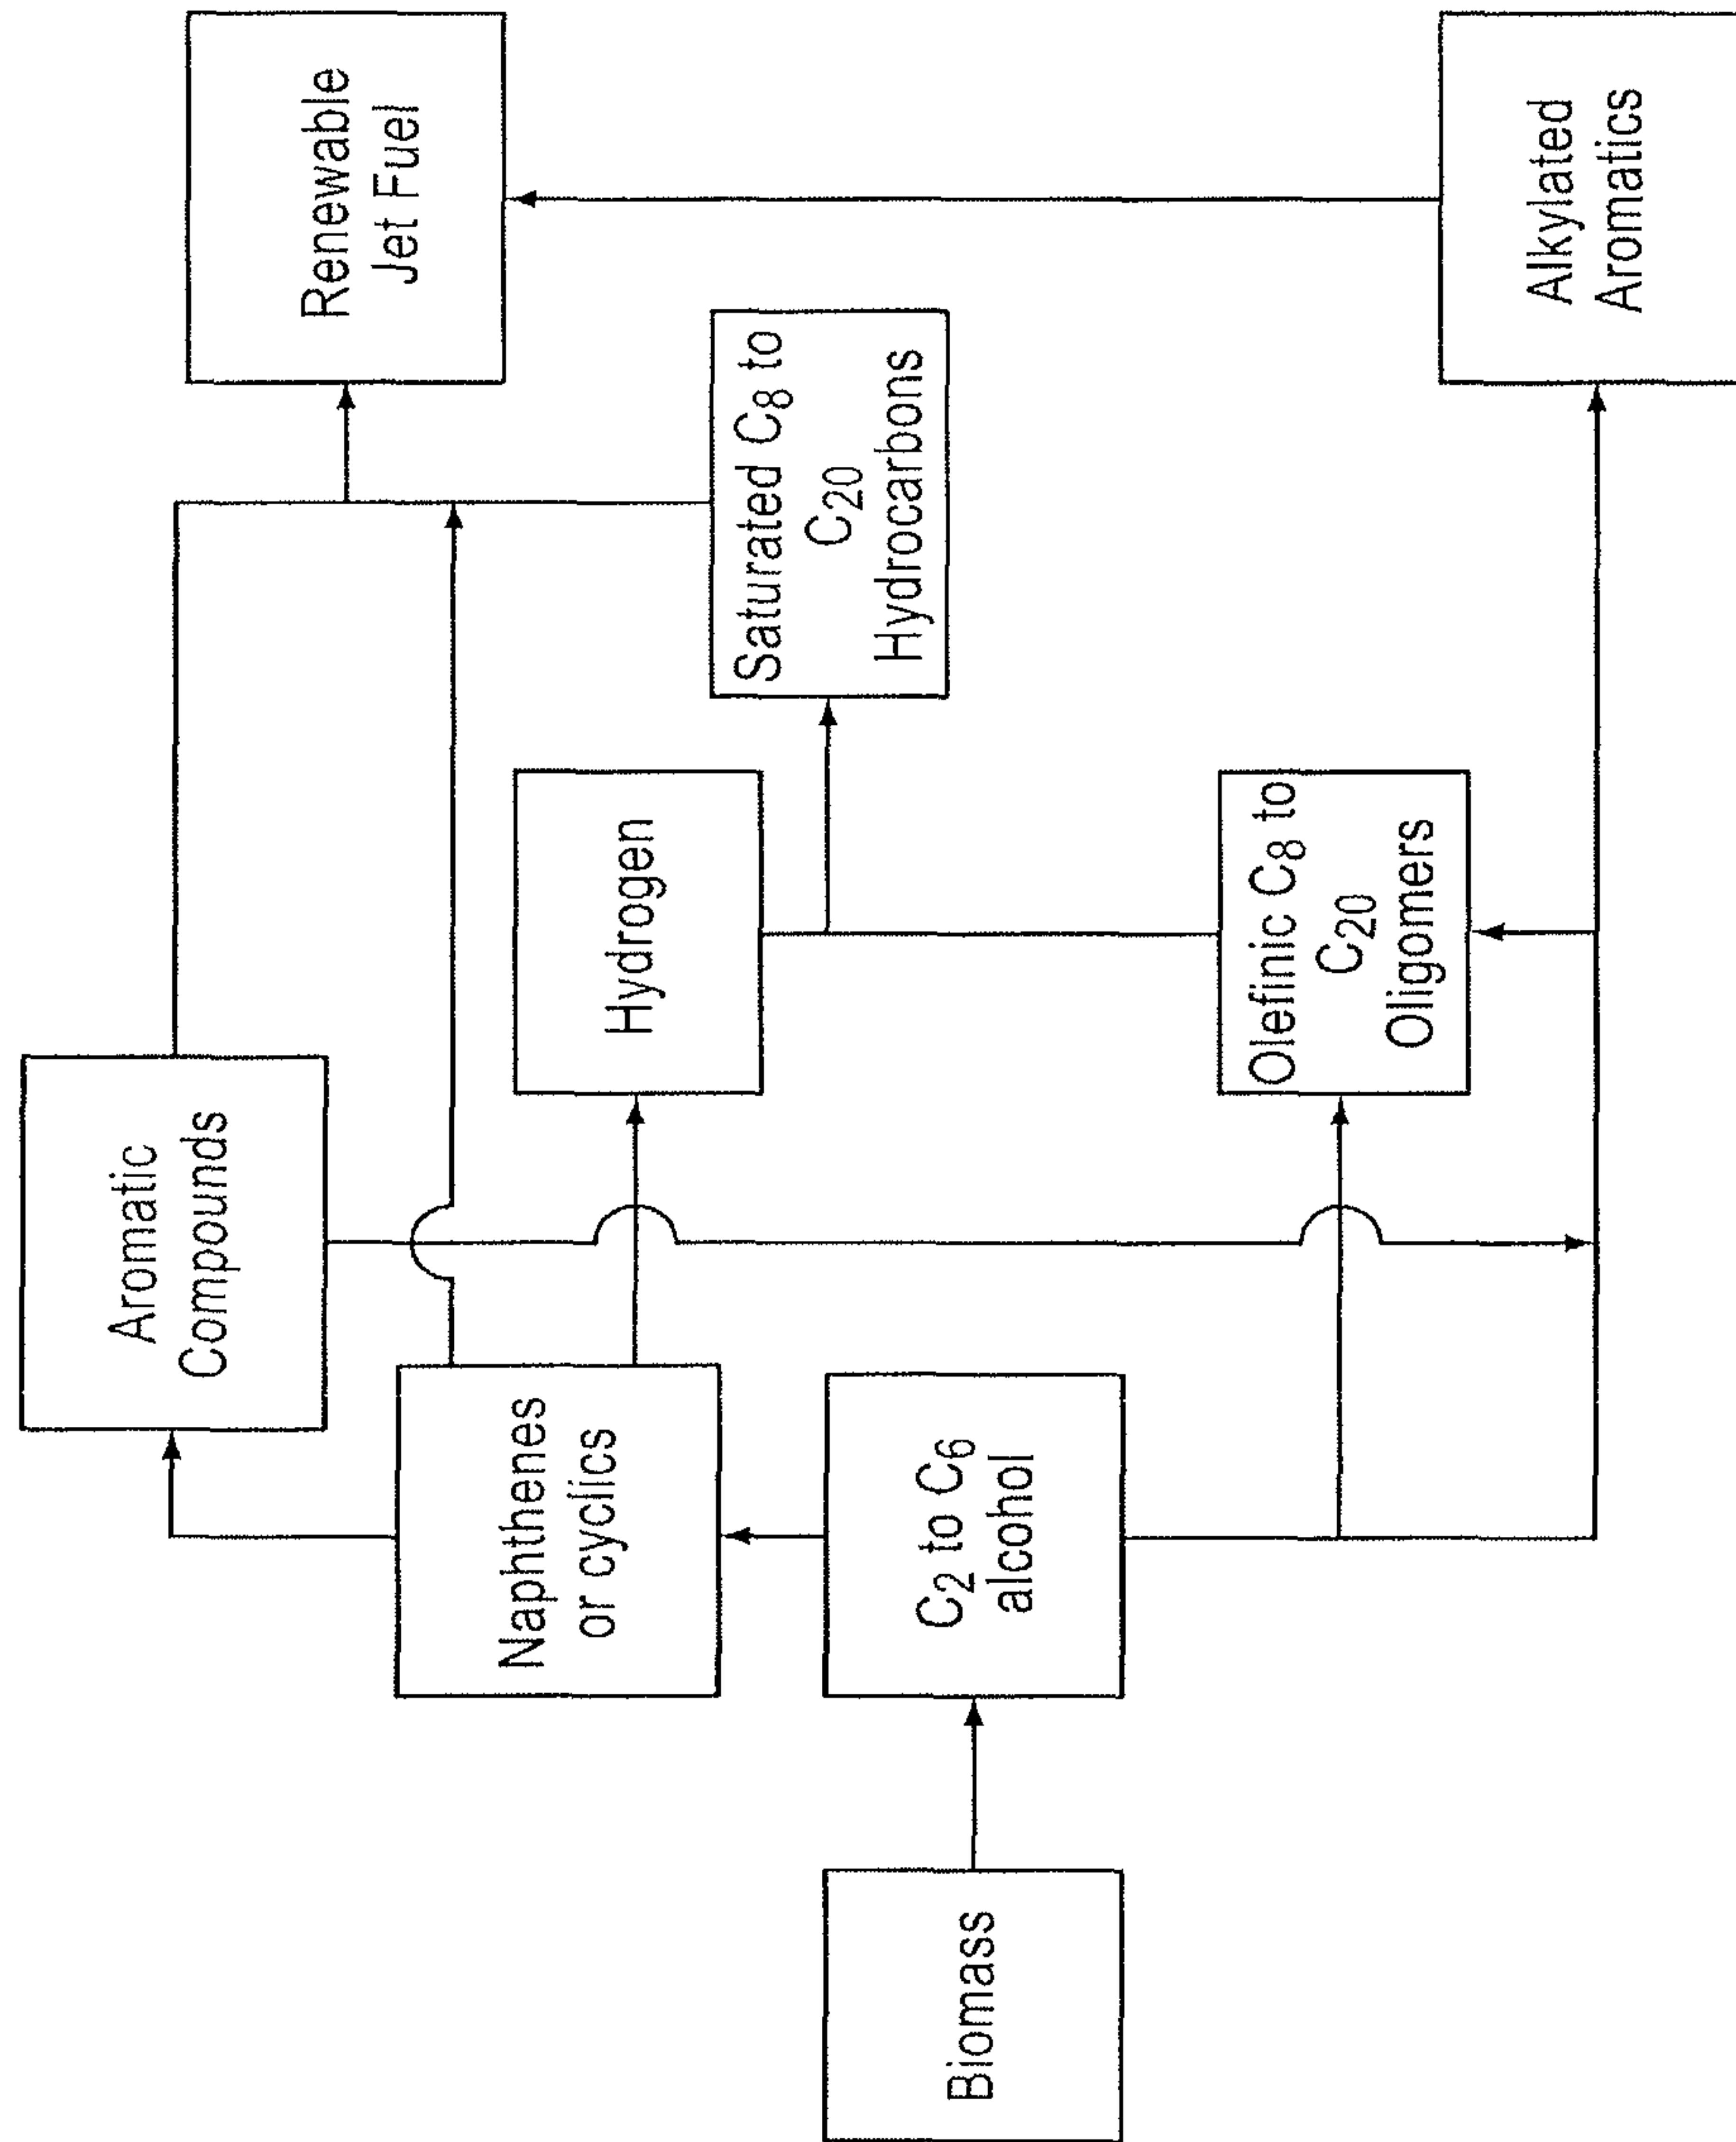 Aromatic
Compounds
Renewable
Jet Fuel
Naphthenes
or cyclics
Hydrogen
Saturated C₈ to
C₂₀
Hydrocarbons
Biomass
C₂ to C₆
alcohol
Olefinic C₈ to
C₂₀
Oligomers
Alkylated
Aromatics